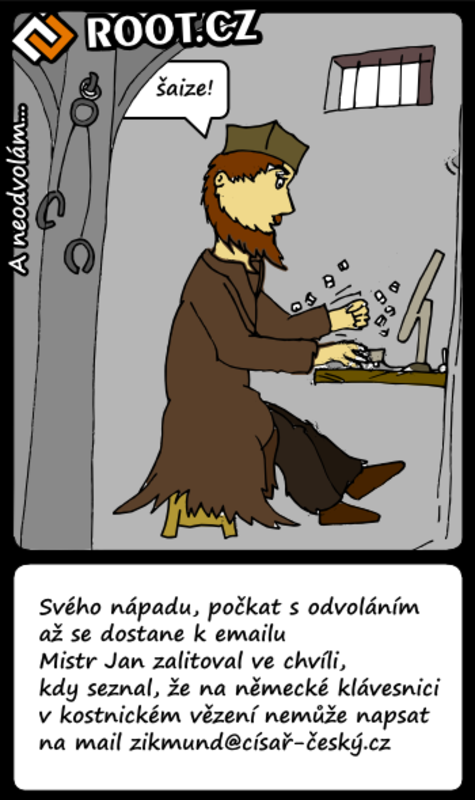 ROOT.CZ
šaize!
A neodvolám...
Svého nápadu, počkat s odvoláním
až se dostane k emailu
Mistr Jan zalitoval ve chvíli,
kdy seznal, že na německé klávesnici
v kostnickém vězení nemůže napsat
na mail zikmund@císař-český.cz